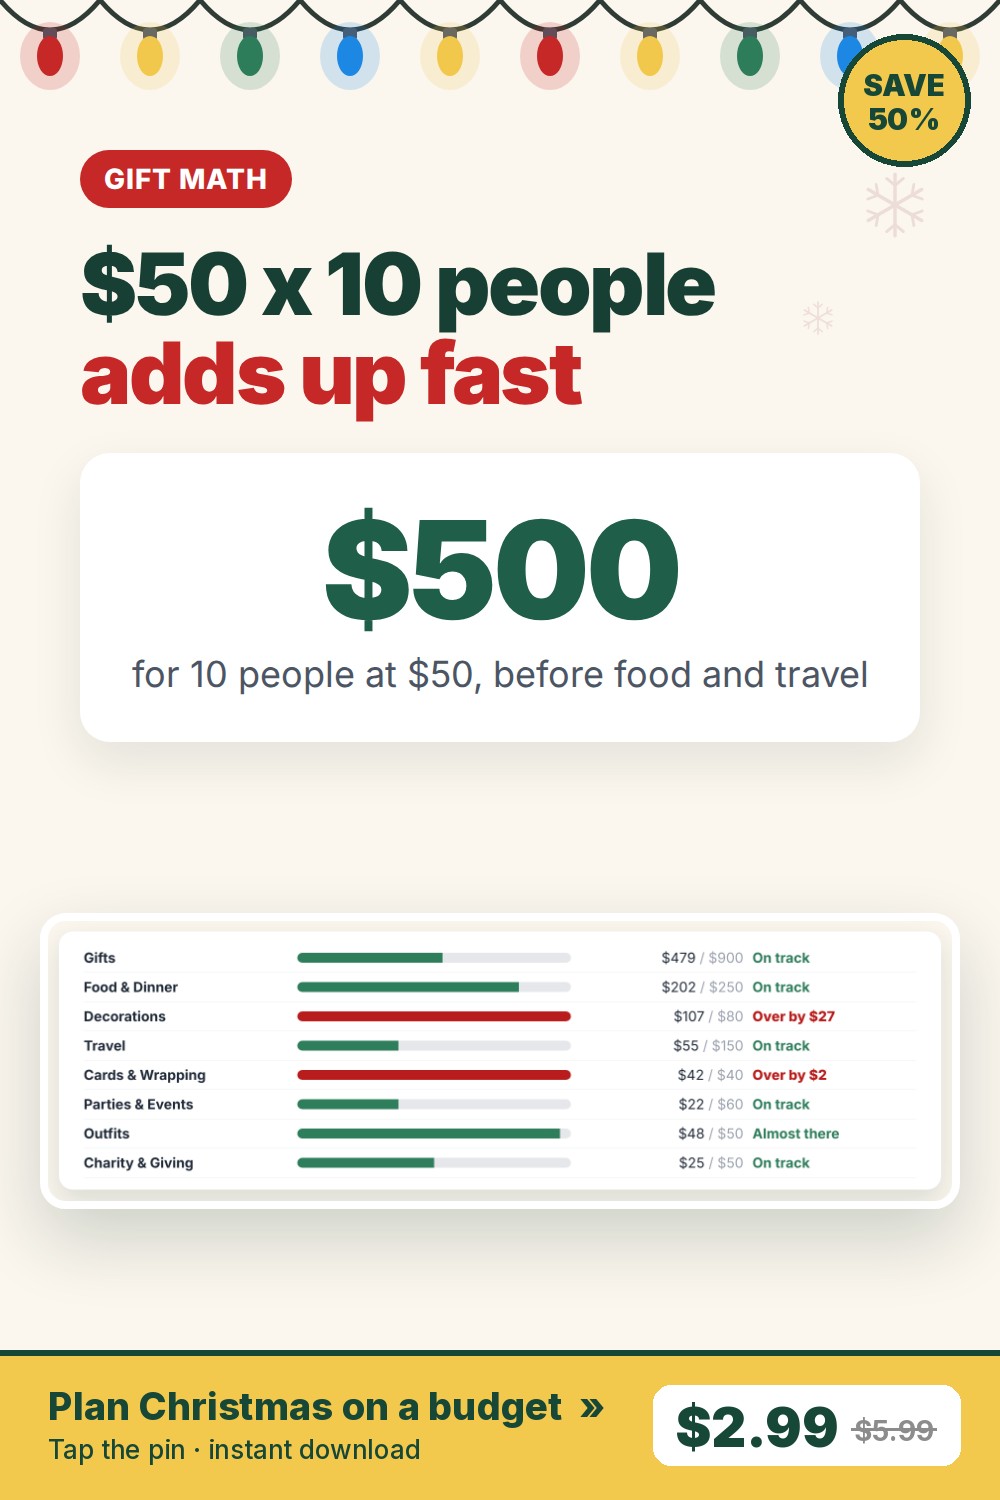 SAVE
50%
GIFT MATH
$50 x 10 people
adds up fast
$500
for 10 people at $50, before food and travel
Gifts $479 / $900 On track
Food & Dinner $202 / $250 On track
Decorations $107 / $80 Over by $27
Travel $55 / $150 On track
Cards & Wrapping $42 / $40 Over by $2
Parties & Events $22 / $60 On track
Outfits $48 / $50 Almost there
Charity & Giving $25 / $50 On track
Plan Christmas on a budget »
Tap the pin · instant download
$2.99 $5.99